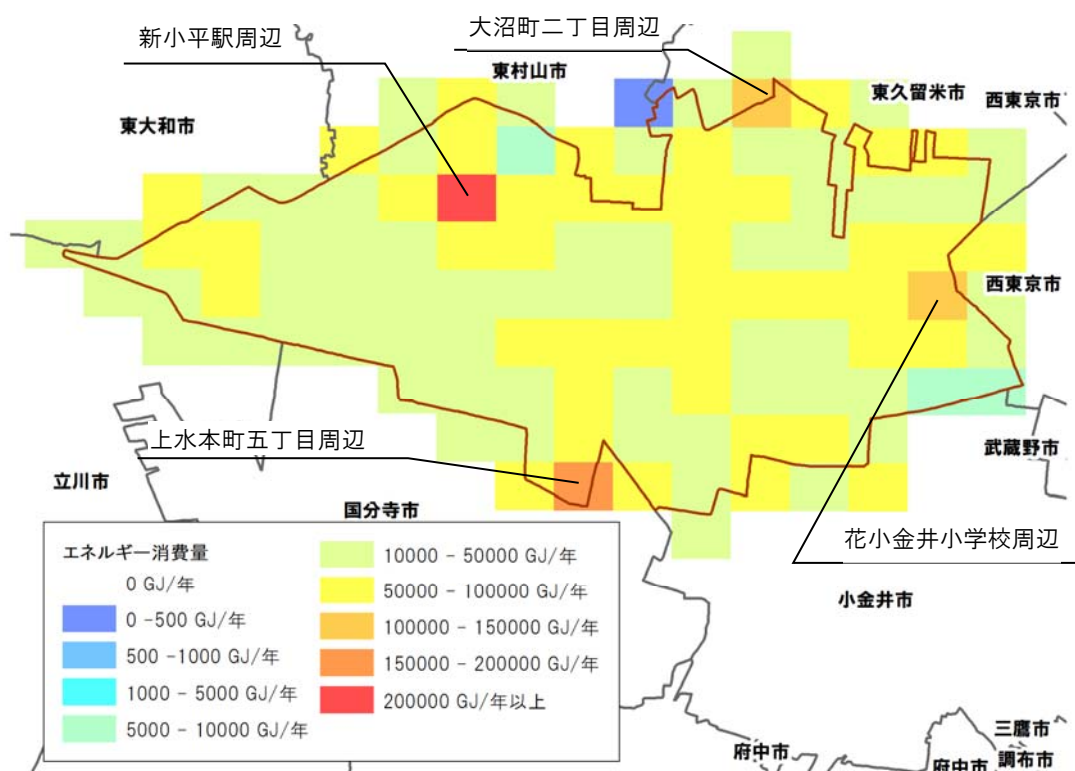 新小平駅周辺
大沼町二丁目周辺
東村山市
東久留米市
西東京市
東大和市
西東京市
上水本町五丁目周辺
武蔵野市
立川市
国分寺市
花小金井小学校周辺
小金井市
エネルギー消費量
0 GJ/年
0 -500 GJ/年
500 -1000 GJ/年
1000 - 5000 GJ/年
5000 - 10000 GJ/年
10000 - 50000 GJ/年
50000 - 100000 GJ/年
100000 - 150000 GJ/年
150000 - 200000 GJ/年
200000 GJ/年以上
三鷹市
府中市
府中市
調布市